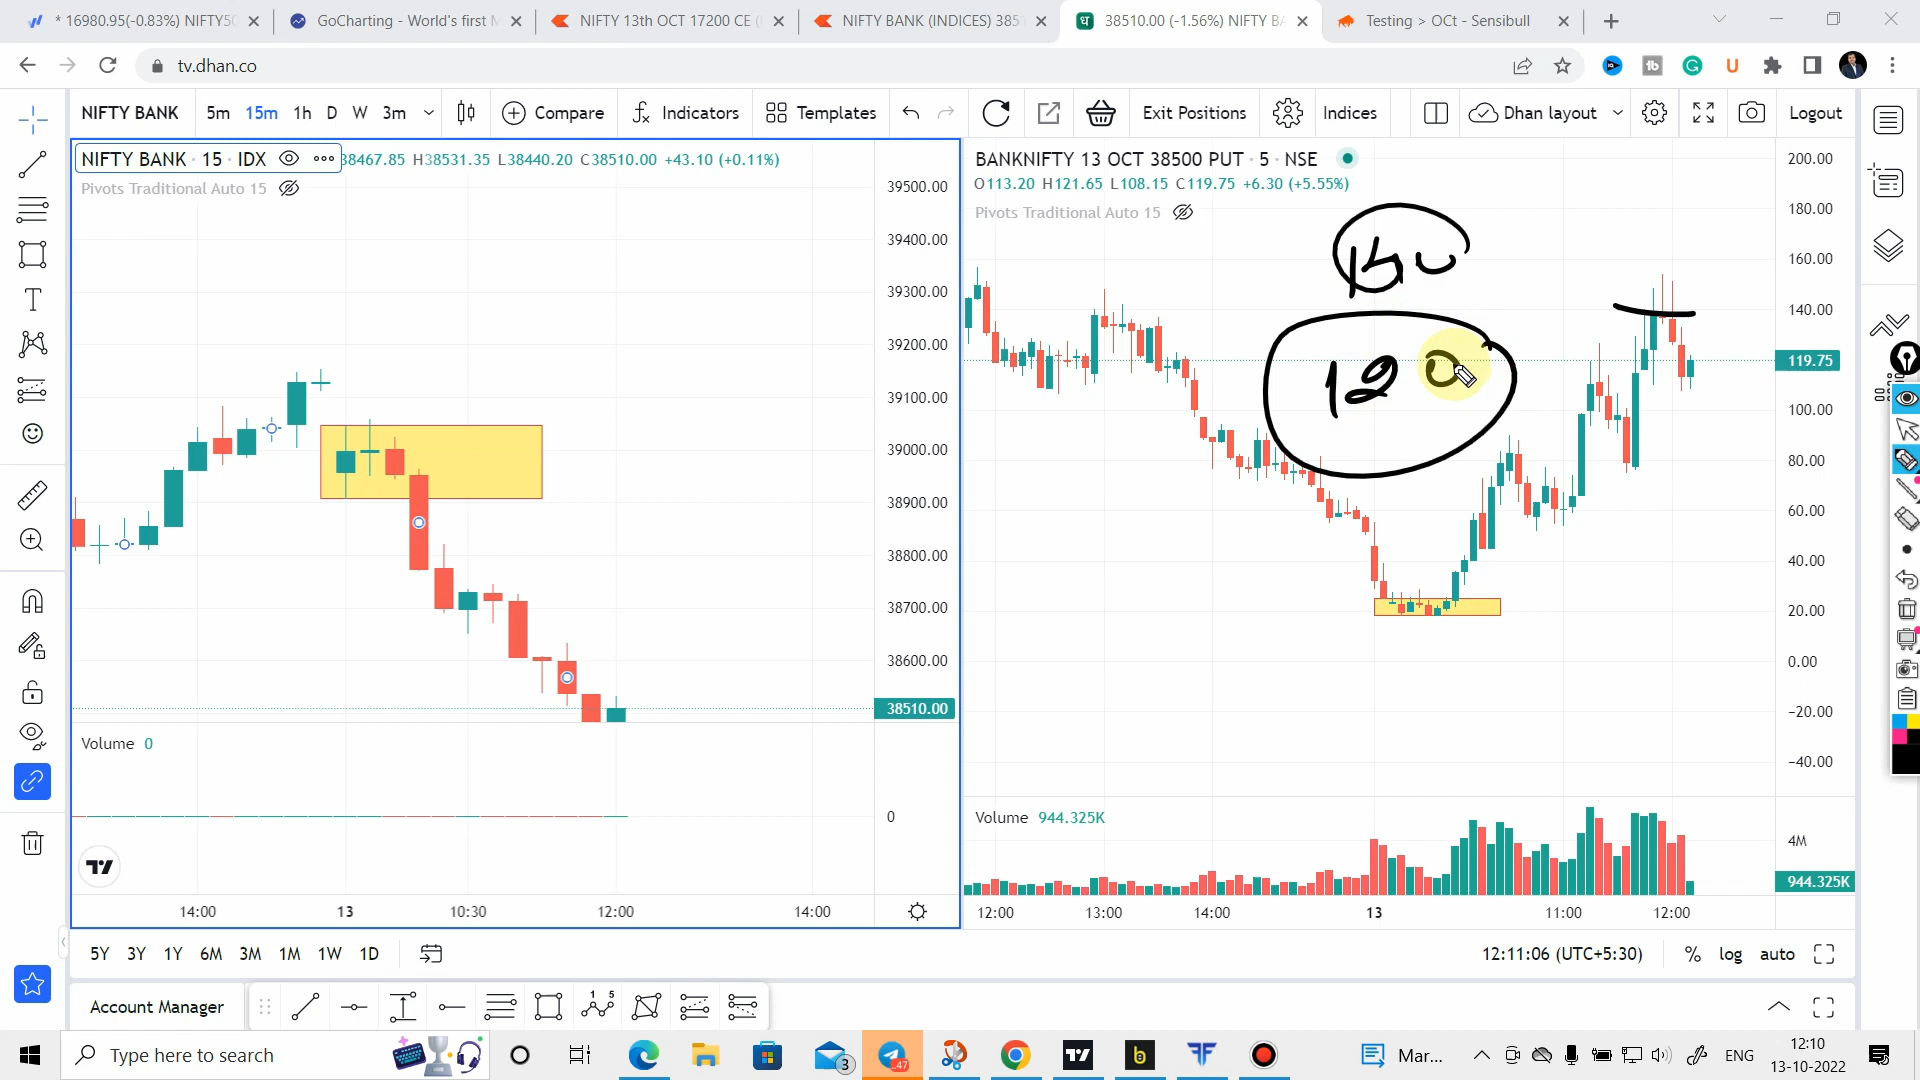 * 16980.95(-0.83%) NIFTY50
GoCharting - World's first M
NIFTY 13th OCT 17200 CE (
NIFTY BANK (INDICES) 385
38510.00 (-1.56%) NIFTY BA
Testing > OCt - Sensibull
tv.dhan.co
NIFTY BANK 5m 15m 1h D W 3m Compare Indicators Templates Exit Positions Indices Dhan layout Logout
NIFTY BANK · 15 · IDX 38467.85 H38531.35 L38440.20 C38510.00 +43.10 (+0.11%)
Pivots Traditional Auto 15
39500.00
39400.00
39300.00
39200.00
39100.00
39000.00
38900.00
38800.00
38700.00
38600.00
38510.00
Volume 0
0
14:00 13 10:30 12:00 14:00
BANKNIFTY 13 OCT 38500 PUT · 5 · NSE
O113.20 H121.65 L108.15 C119.75 +6.30 (+5.55%)
Pivots Traditional Auto 15
120
200.00
180.00
160.00
140.00
119.75
100.00
80.00
60.00
40.00
20.00
0.00
−20.00
−40.00
Volume 944.325K
4M
944.325K
12:00 13:00 14:00 13 11:00 12:00
5Y 3Y 1Y 6M 3M 1M 1W 1D
12:11:06 (UTC+5:30) % log auto
Account Manager
Type here to search
3
47
Mar...
ENG
12:10
13-10-2022